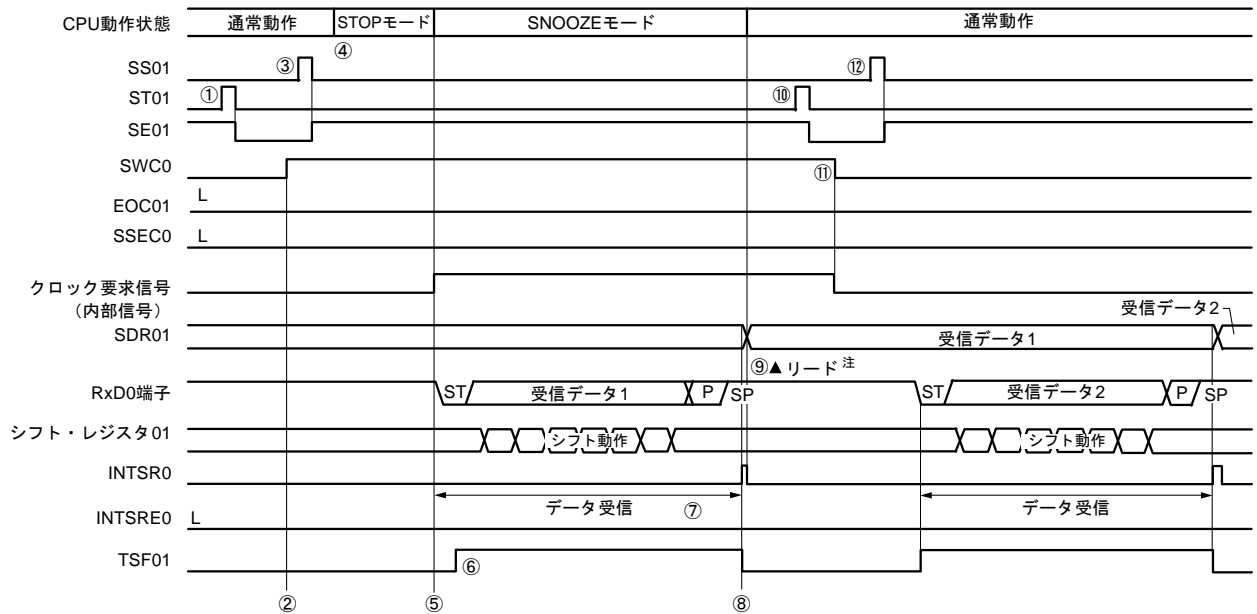 CPU動作状態 通常動作 STOPモード SNOOZEモード 通常動作
④
SS01 ③ ⑫
ST01 ① ⑩
SE01
SWC0 ⑪
EOC01 L
SSEC0 L
クロック要求信号
（内部信号）
受信データ2
SDR01 受信データ1
⑨▲リード 注
RxD0端子 ST 受信データ1 P SP ST 受信データ2 P SP
シフト・レジスタ01 シフト動作 シフト動作
INTSR0
データ受信 ⑦ データ受信
INTSRE0 L
TSF01 ⑥
② ⑤ ⑧